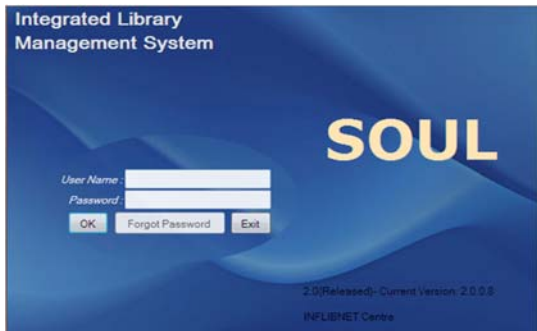 Integrated Library
Management System
SOUL
User Name :
Password :
OK Forgot Password Exit
2.0(Released)- Current Version: 2.0.0.8
INFLIBNET Centre